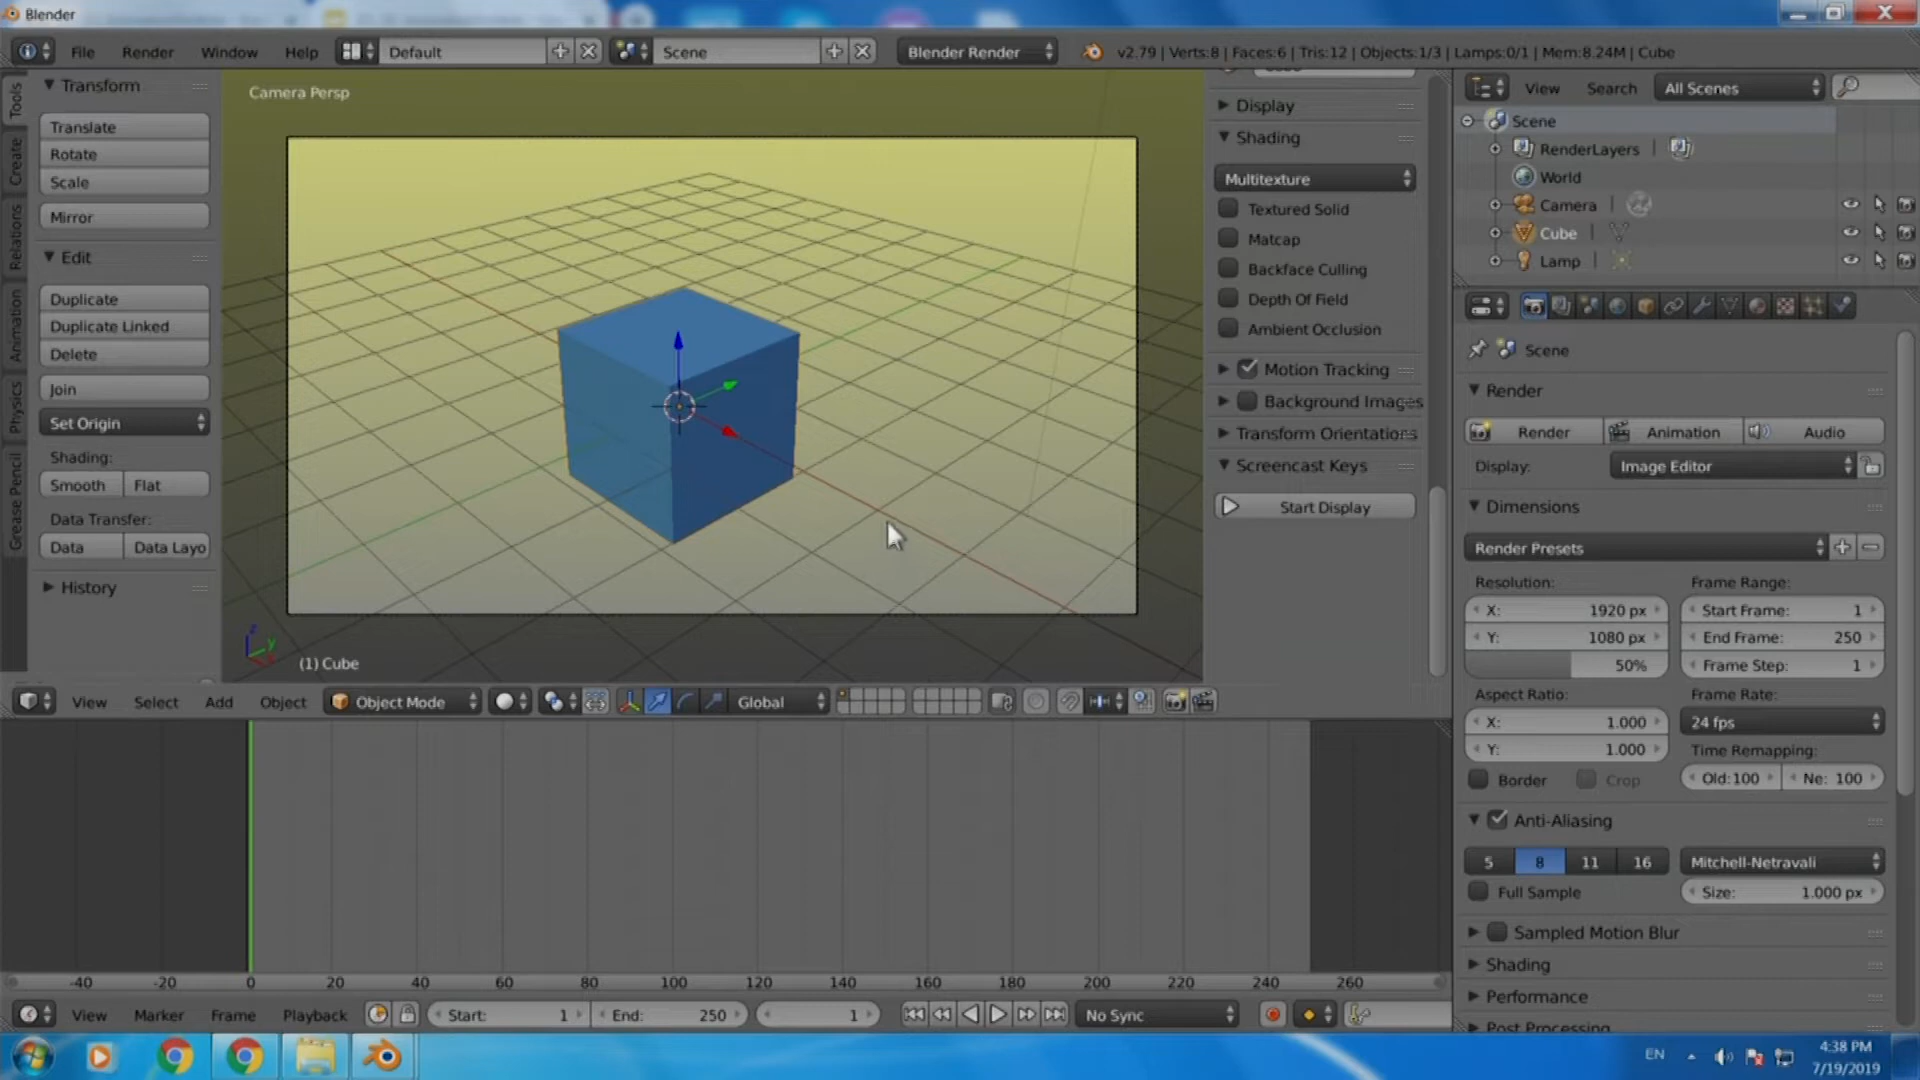 Blender
File Render Window Help Default Scene Blender Render v2.79 | Verts:8 | Faces:6 | Tris:12 | Objects:1/3 | Lamps:0/1 | Mem:8.24M | Cube
Tools
Create
Relations
Animation
Physics
Grease Pencil
Transform
Translate
Rotate
Scale
Mirror
Edit
Duplicate
Duplicate Linked
Delete
Join
Set Origin
Shading:
Smooth Flat
Data Transfer:
Data Data Layo
History
Camera Persp
z
y
(1) Cube
Display
Shading
Multitexture
Textured Solid
Matcap
Backface Culling
Depth Of Field
Ambient Occlusion
Motion Tracking
Background Images
Transform Orientations
Screencast Keys
Start Display
View Search All Scenes
Scene
RenderLayers
World
Camera
Cube
Lamp
Scene
Render
Render Animation Audio
Display: Image Editor
Dimensions
Render Presets
Resolution: Frame Range:
X: 1920 px Start Frame: 1
Y: 1080 px End Frame: 250
50% Frame Step: 1
Aspect Ratio: Frame Rate:
X: 1.000 24 fps
Y: 1.000 Time Remapping:
Border Crop Old:100 Ne: 100
Anti-Aliasing
5 8 11 16 Mitchell-Netravali
Full Sample Size: 1.000 px
Sampled Motion Blur
Shading
Performance
Post Processing
View Select Add Object Object Mode Global
-40 -20 0 20 40 60 80 100 120 140 160 180 200 220 240 260
View Marker Frame Playback Start: 1 End: 250 1 No Sync
EN 4:38 PM
7/19/2019